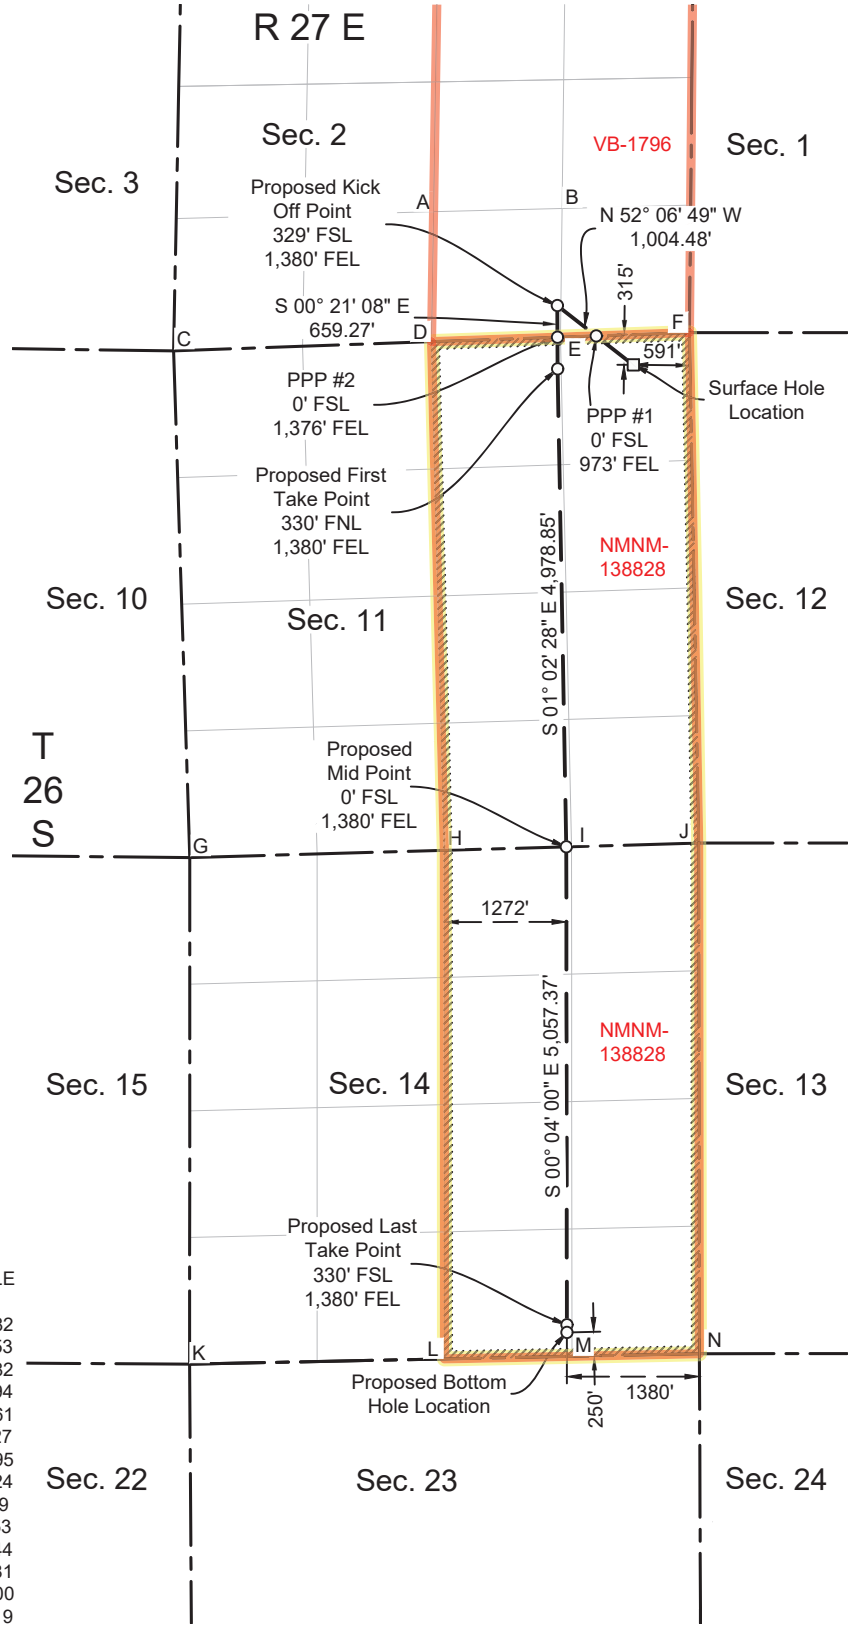 R 27 E
Sec. 2
VB-1796
Sec. 1
Sec. 3
Proposed Kick
Off Point
329' FSL
1,380' FEL
A
B
N 52° 06' 49" W
1,004.48'
315'
S 00° 21' 08" E
659.27'
C
D
E
F
591'
PPP #2
0' FSL
1,376' FEL
Surface Hole
Location
PPP #1
0' FSL
973' FEL
Proposed First
Take Point
330' FNL
1,380' FEL
S 01° 02' 28" E 4,978.85'
NMNM-
138828
Sec. 10
Sec. 11
Sec. 12
T
26
S
Proposed
Mid Point
0' FSL
1,380' FEL
G
H
I
J
1272'
S 00° 04' 00" E 5,057.37'
NMNM-
138828
Sec. 15
Sec. 14
Sec. 13
Proposed Last
Take Point
330' FSL
1,380' FEL
K
L
M
N
Proposed Bottom
Hole Location
250'
1380'
Sec. 22
Sec. 23
Sec. 24